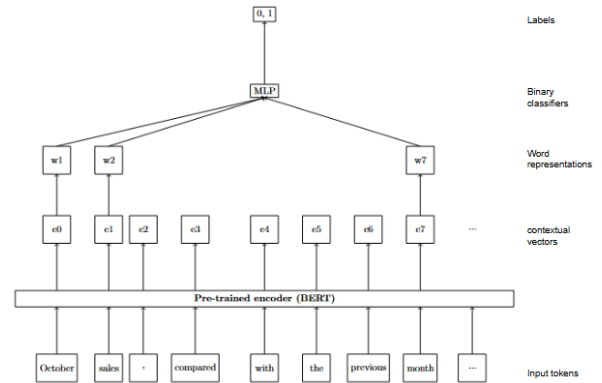 0, 1
Labels
MLP
Binary
classifiers
w1 w2 w7
Word
representations
c0 c1 c2 c3 c4 c5 c6 c7 ...
contextual
vectors
Pre-trained encoder (BERT)
October sales , compared with the previous month ...
Input tokens